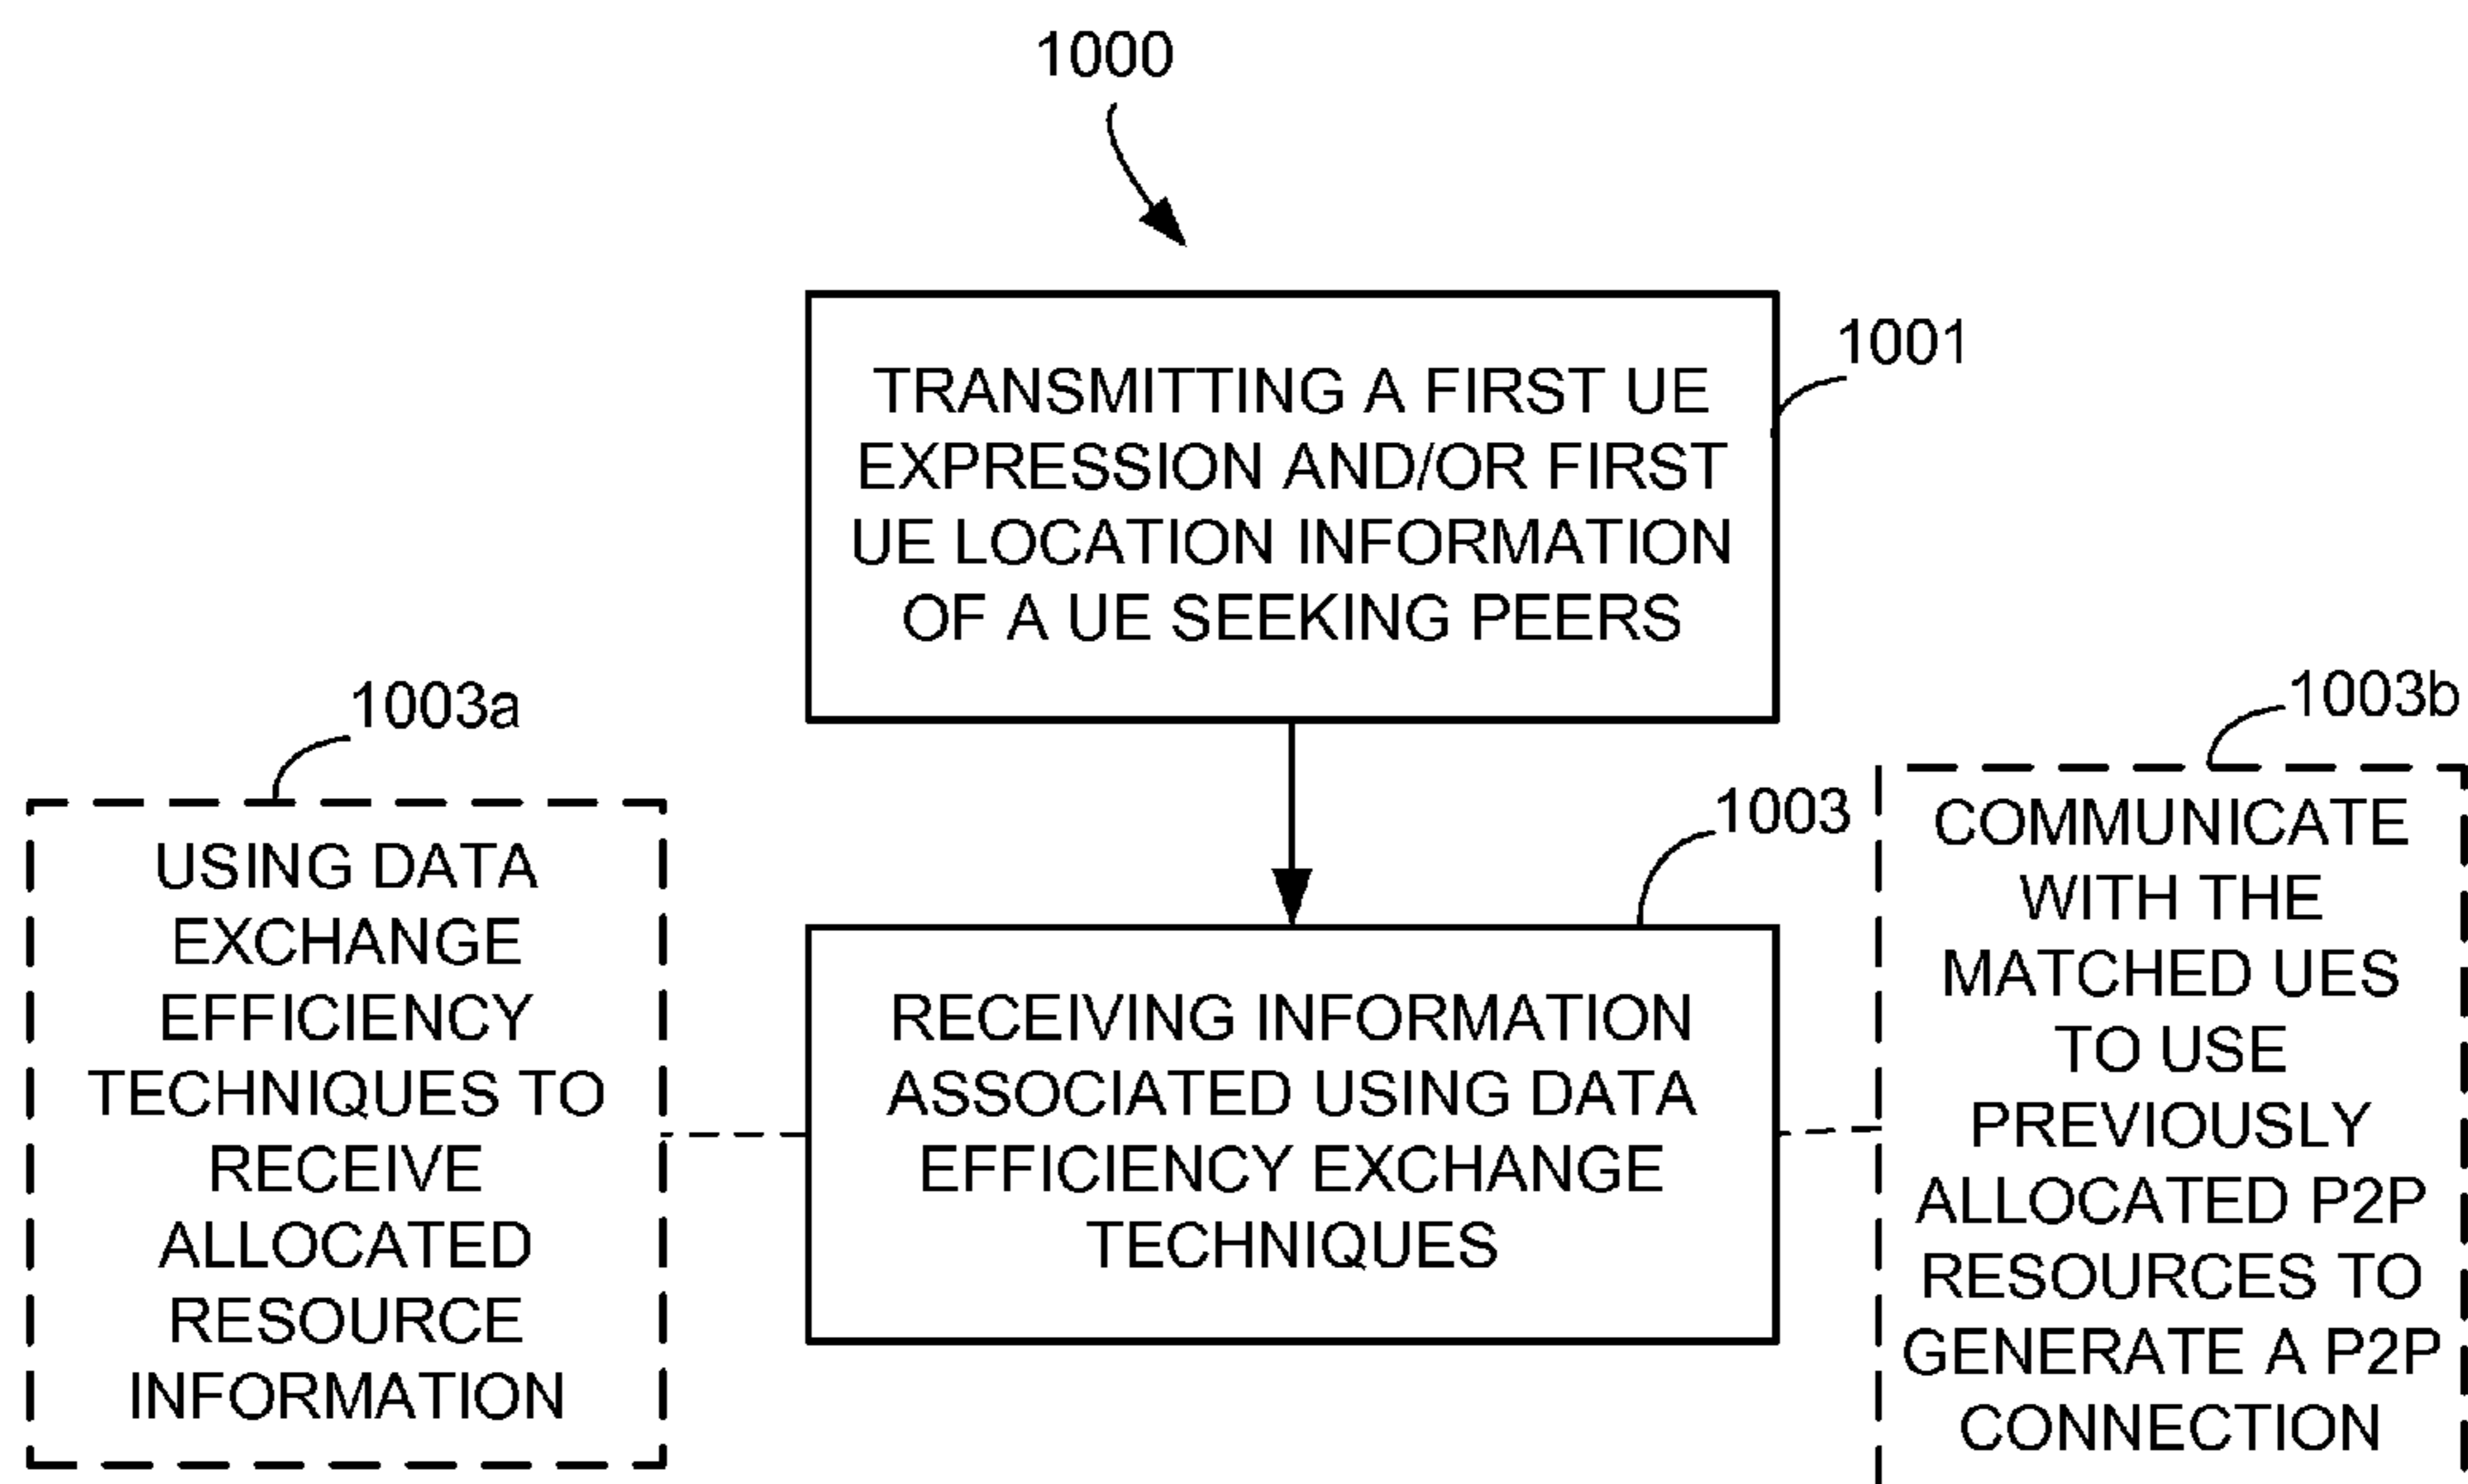 1000
1001
TRANSMITTING A FIRST UE
EXPRESSION AND/OR FIRST
UE LOCATION INFORMATION
OF A UE SEEKING PEERS
1003a
USING DATA
EXCHANGE
EFFICIENCY
TECHNIQUES TO
RECEIVE
ALLOCATED
RESOURCE
INFORMATION
1003
RECEIVING INFORMATION
ASSOCIATED USING DATA
EFFICIENCY EXCHANGE
TECHNIQUES
1003b
COMMUNICATE
WITH THE
MATCHED UES
TO USE
PREVIOUSLY
ALLOCATED P2P
RESOURCES TO
GENERATE A P2P
CONNECTION